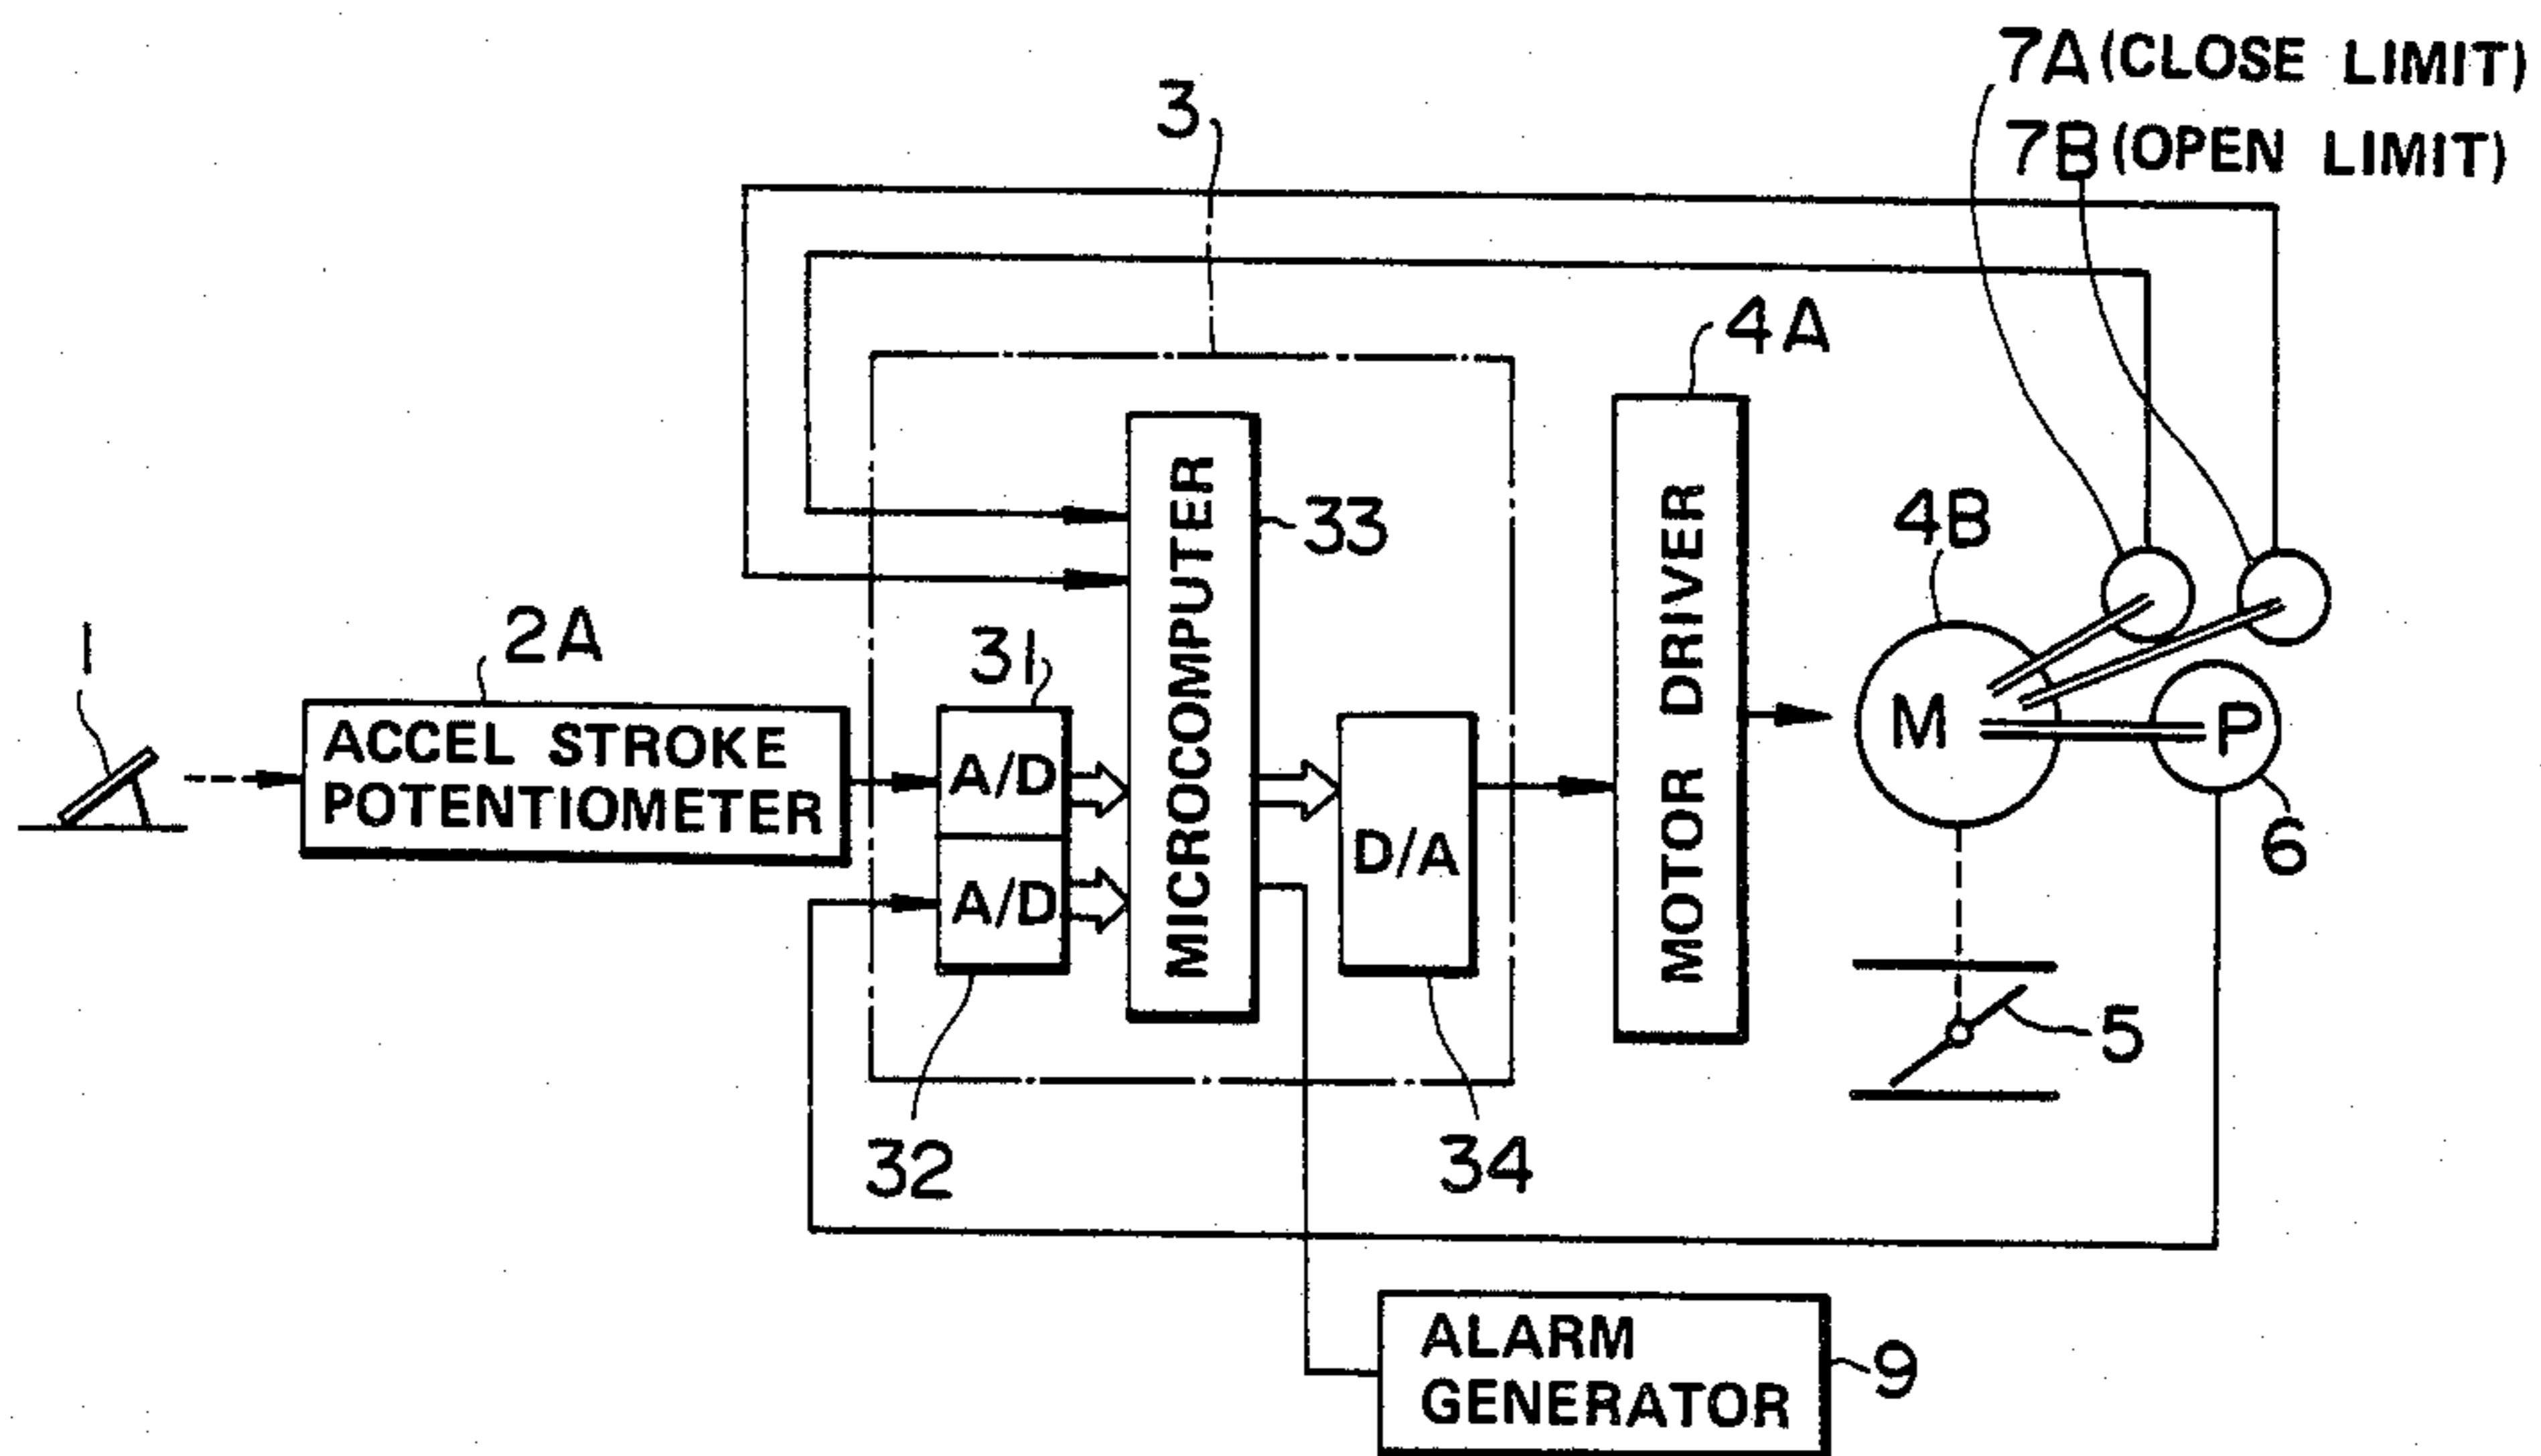 7A (CLOSE LIMIT)
7B (OPEN LIMIT)
3
4A
MICROCOMPUTER
33
MOTOR DRIVER
4B
1
2A
31
ACCEL STROKE
POTENTIOMETER
A/D
A/D
D/A
M
P
6
5
32
34
ALARM
GENERATOR
9